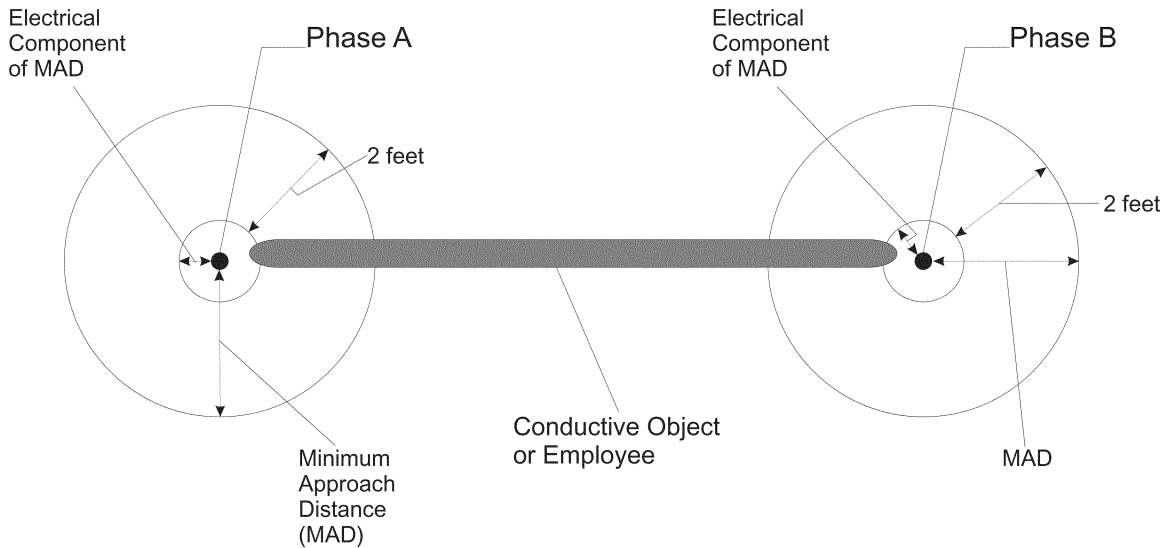 Electrical
Component
of MAD
Phase A
2 feet
Electrical
Component
of MAD
Phase B
2 feet
Conductive Object
or Employee
Minimum
Approach
Distance
(MAD)
MAD